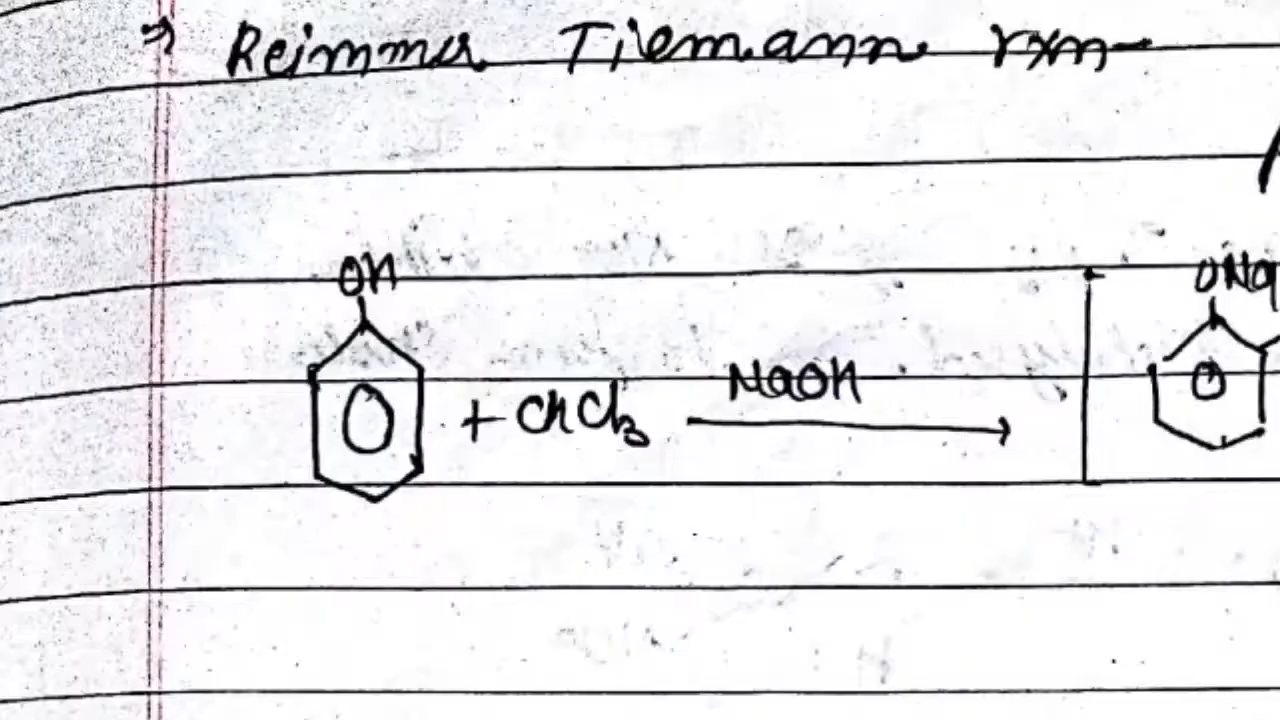 ⇒ Reimmer Tiemann rxn
OH ONa
+ CHCl3 NaOH